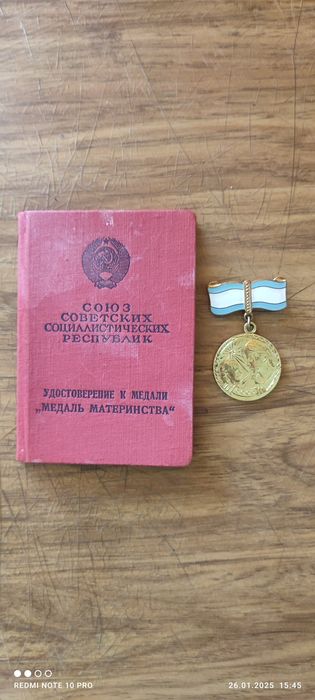 СОЮЗ
СОВЕТСКИХ
СОЦИАЛИСТИЧЕСКИХ
РЕСПУБЛИК
УДОСТОВЕРЕНИЕ К МЕДАЛИ
„МЕДАЛЬ МАТЕРИНСТВА“
REDMI NOTE 10 PRO
26.01.2025 15:45